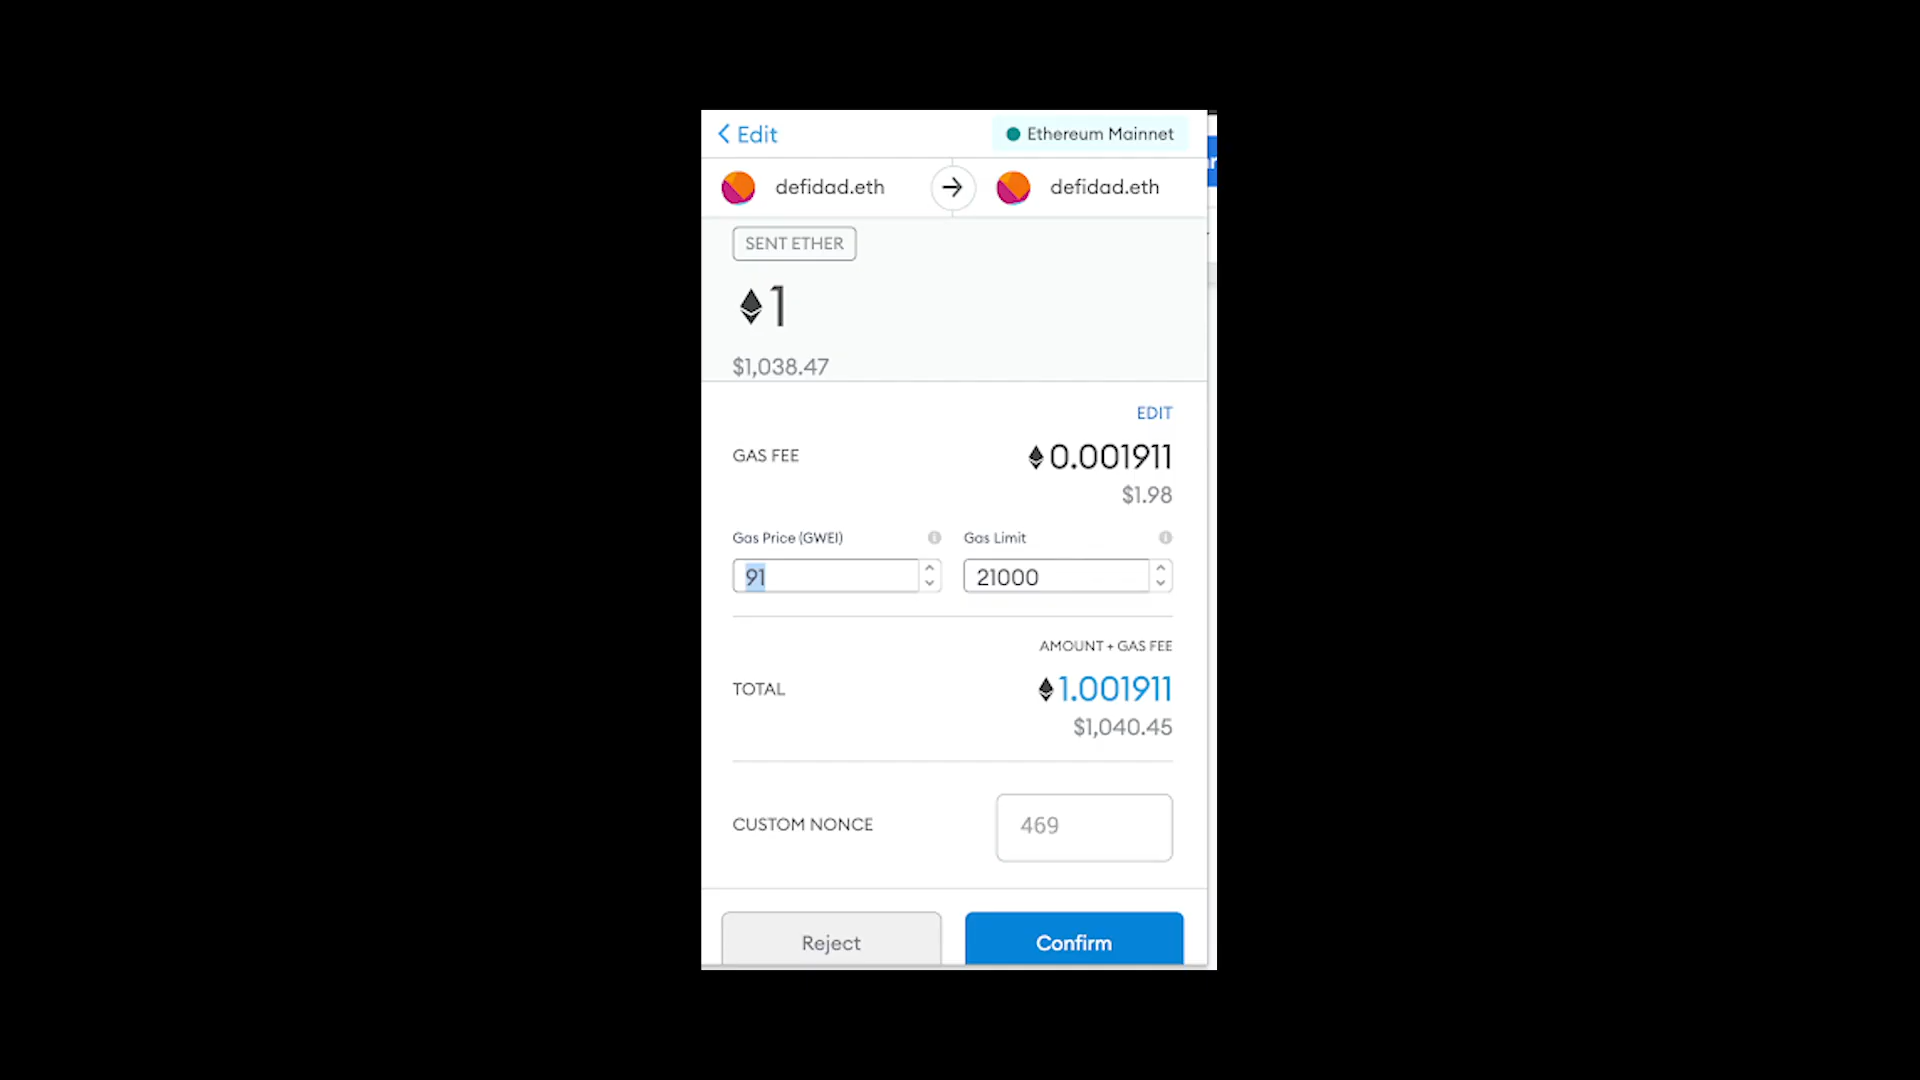 Edit
Ethereum Mainnet
defidad.eth
defidad.eth
SENT ETHER
1
$1,038.47
EDIT
GAS FEE
0.001911
$1.98
Gas Price (GWEI)
Gas Limit
91
21000
AMOUNT + GAS FEE
TOTAL
1.001911
$1,040.45
CUSTOM NONCE
469
Reject
Confirm